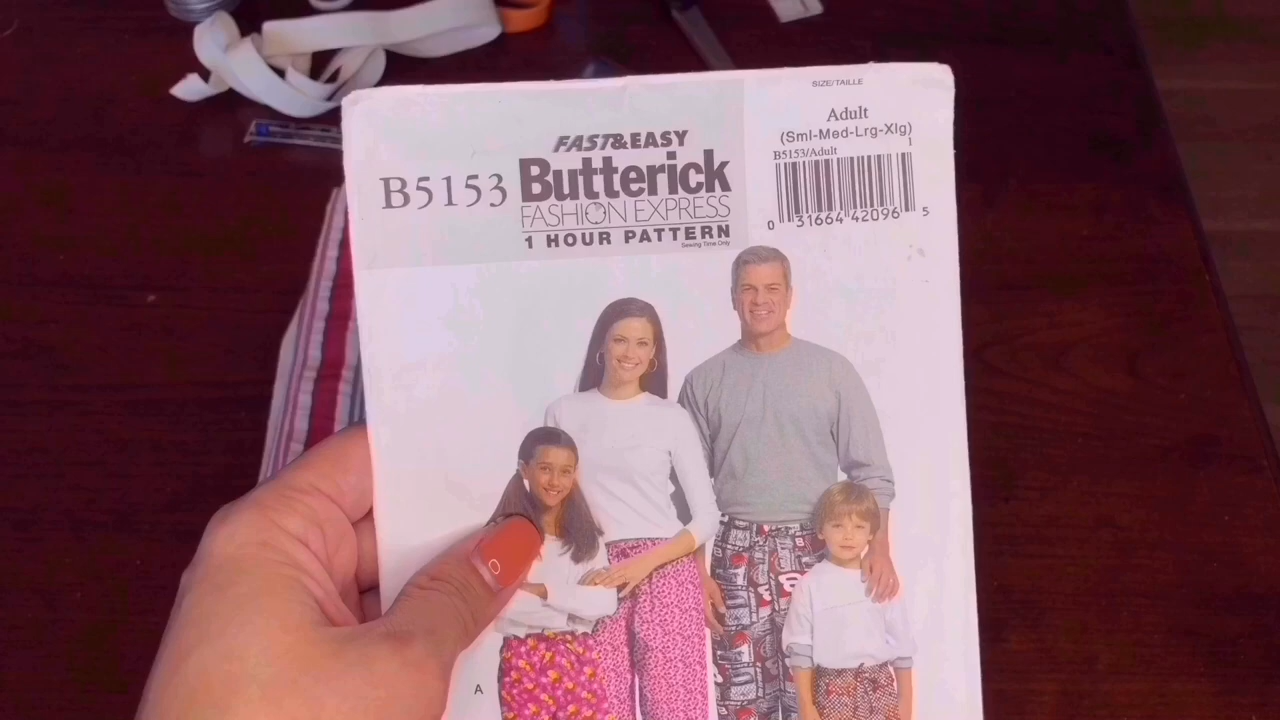 SIZE/TAILLE
Adult
(Sml-Med-Lrg-Xlg)
B5153/Adult 1
0 31664 42096 5
FAST&EASY
B5153 Butterick
FASHION EXPRESS
1 HOUR PATTERN
Sewing Time Only
A